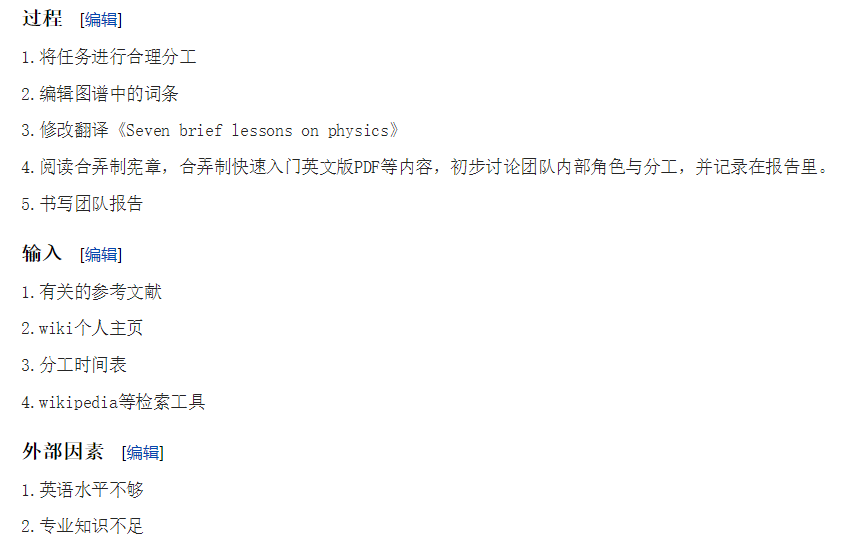 过程 [编辑]
1.将任务进行合理分工
2.编辑图谱中的词条
3.修改翻译《Seven brief lessons on physics》
4.阅读合弄制宪章，合弄制快速入门英文版PDF等内容，初步讨论团队内部角色与分工，并记录在报告里。
5.书写团队报告
输入 [编辑]
1.有关的参考文献
2.wiki个人主页
3.分工时间表
4.wikipedia等检索工具
外部因素 [编辑]
1.英语水平不够
2.专业知识不足